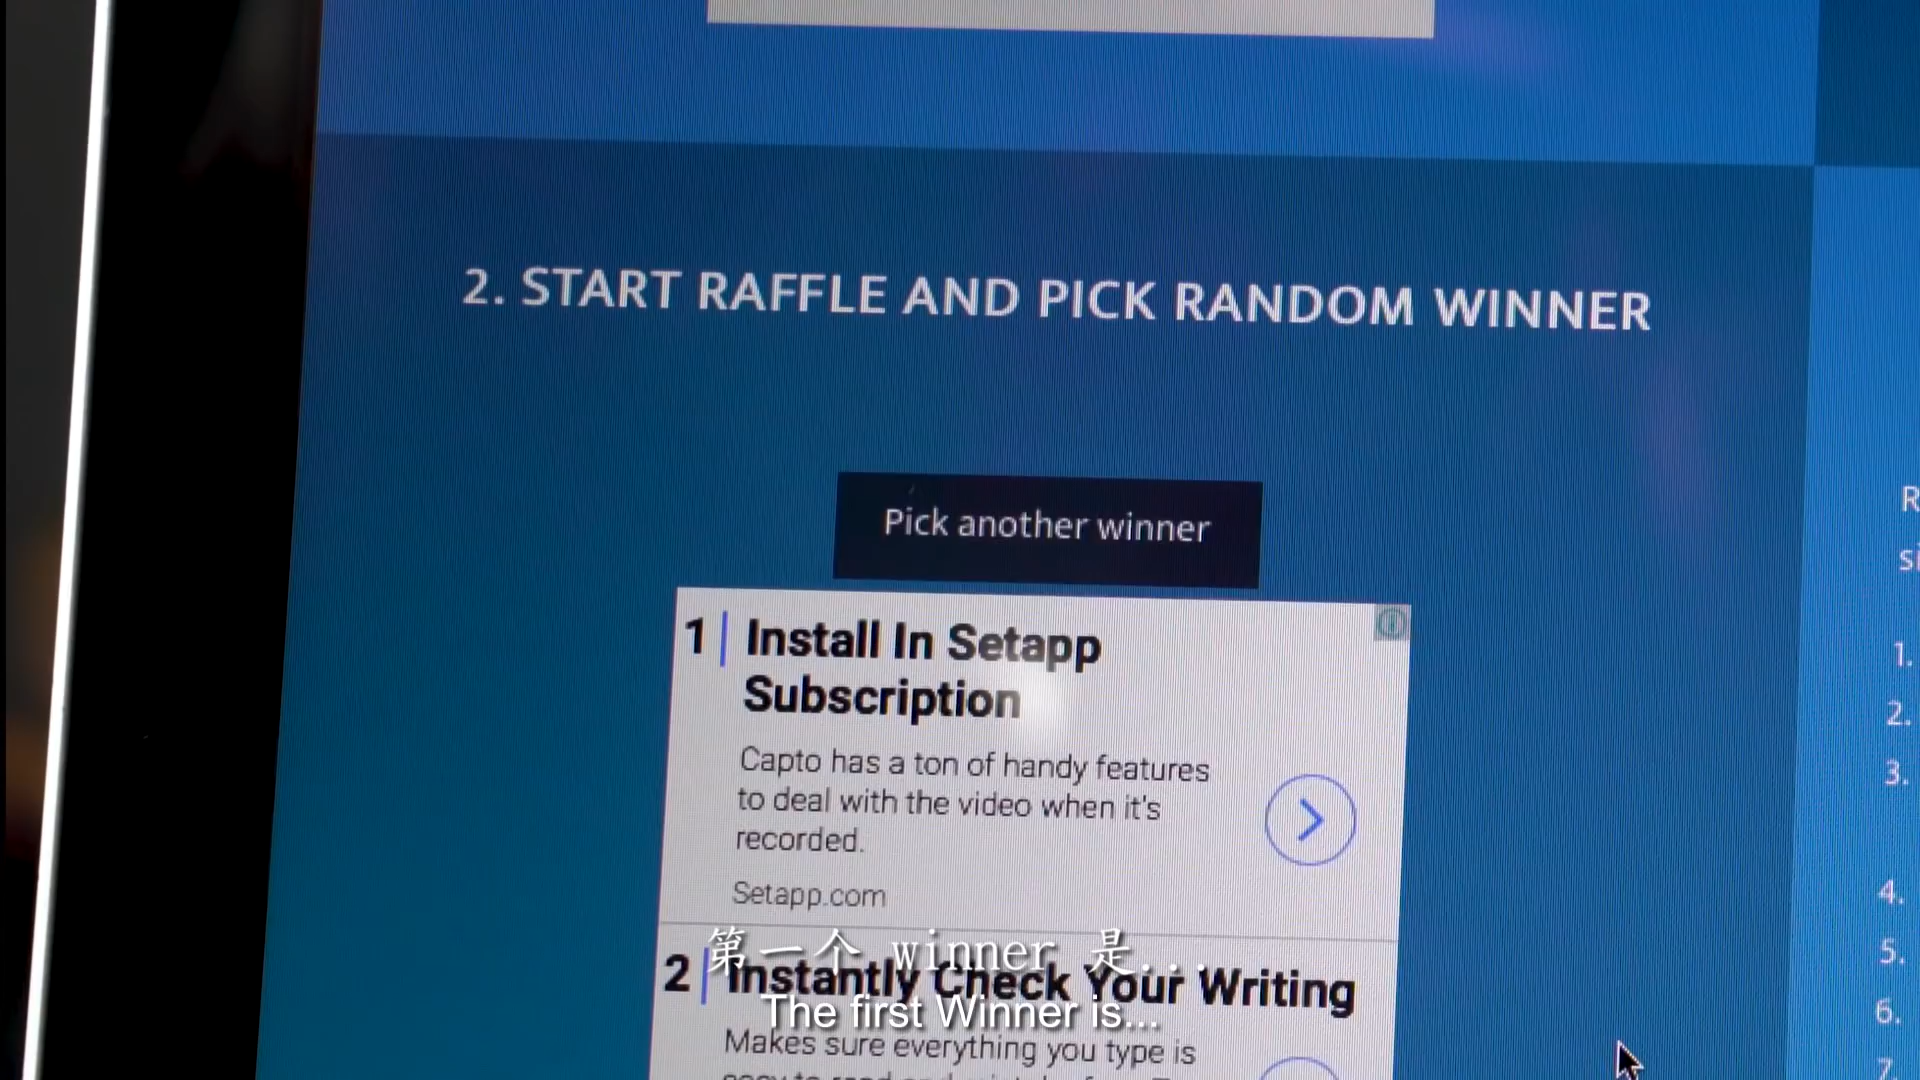 2. START RAFFLE AND PICK RANDOM WINNER
Pick another winner
1 Install In Setapp
Subscription
Capto has a ton of handy features
to deal with the video when it's
recorded.
Setapp.com
第一个 winner 是...
2 Instantly Check Your Writing
The first Winner is...
Makes sure everything you type is
R
si
1.
2.
3.
4.
5.
6.
7.